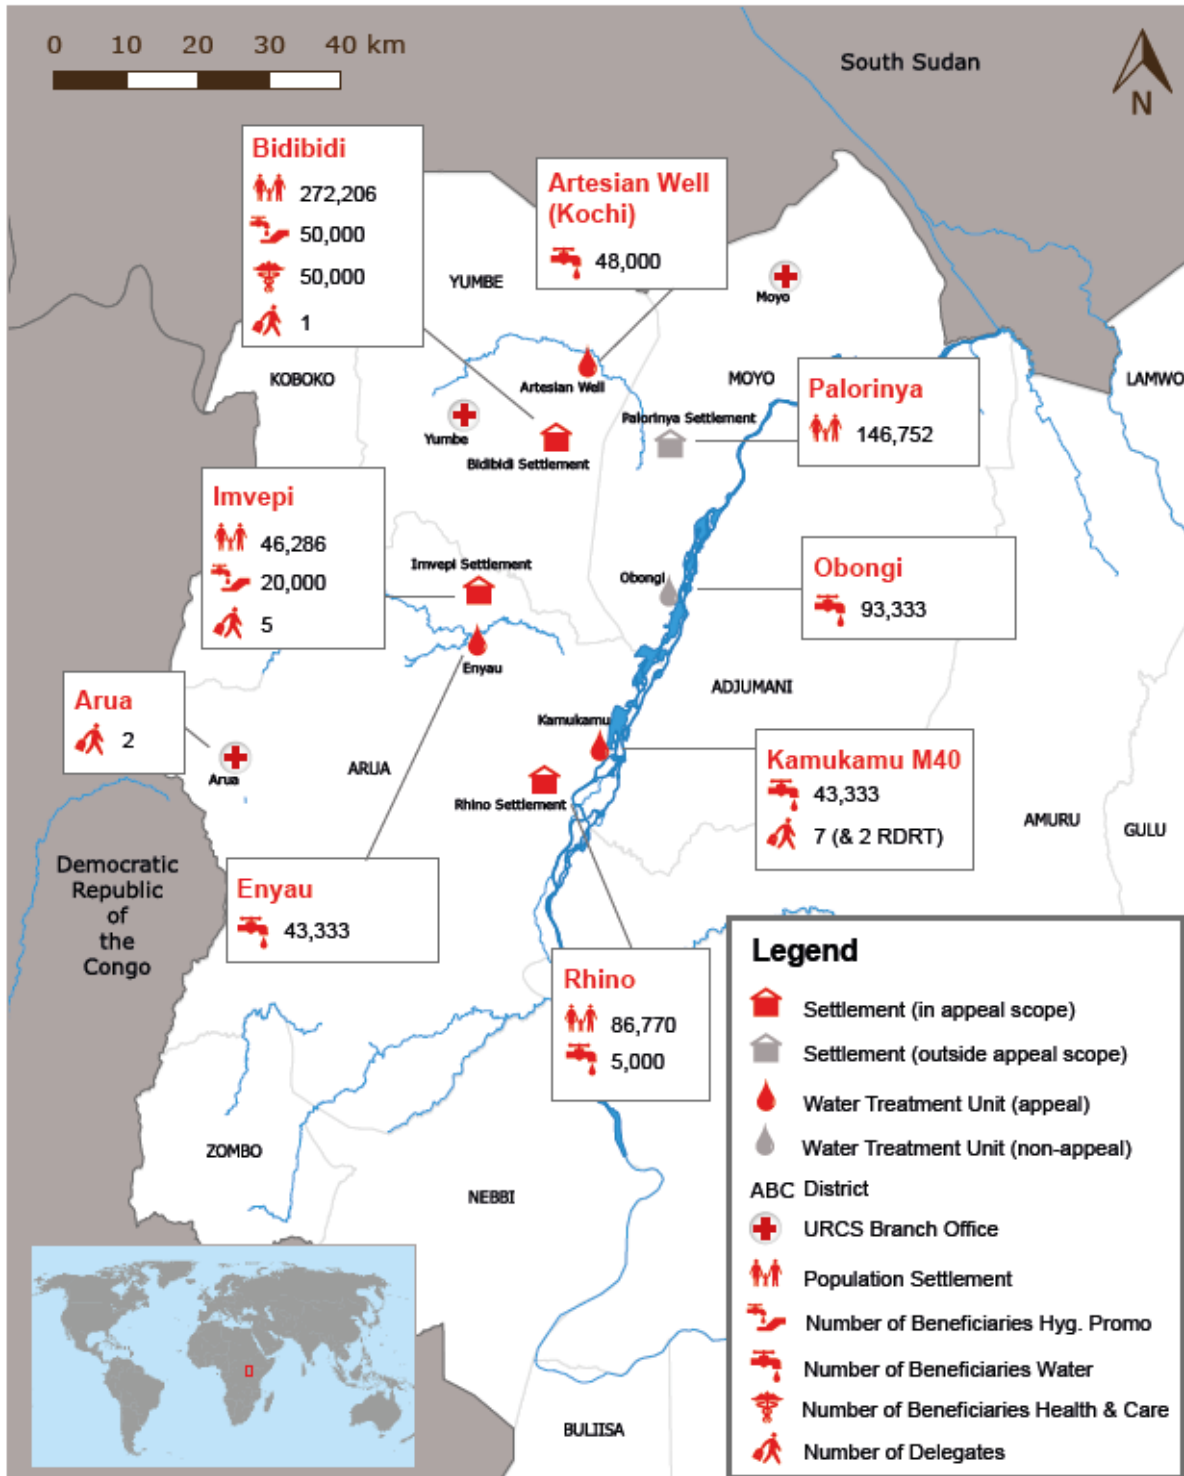 0 10 20 30 40 km
South Sudan
N
Bidibidi
272,206
50,000
50,000
1
Artesian Well
(Kochi)
48,000
YUMBE
Moyo
KOBOKO
Artesian Well
MOYO
LAMWO
Palorinya
146,752
Palorinya Settlement
Yumbe
Bidibidi Settlement
Imvepi
46,286
20,000
5
Imvepi Settlement
Obongi
Obongi
93,333
Enyau
ADJUMANI
Arua
2
Kamukamu
Arua
ARUA
Rhino Settlement
Kamukamu M40
43,333
7 (& 2 RDRT)
AMURU
GULU
Democratic
Republic
of
the
Congo
Enyau
43,333
Rhino
86,770
5,000
ZOMBO
NEBBI
BULIISA
Legend
Settlement (in appeal scope)
Settlement (outside appeal scope)
Water Treatment Unit (appeal)
Water Treatment Unit (non-appeal)
ABC District
URCS Branch Office
Population Settlement
Number of Beneficiaries Hyg. Promo
Number of Beneficiaries Water
Number of Beneficiaries Health & Care
Number of Delegates